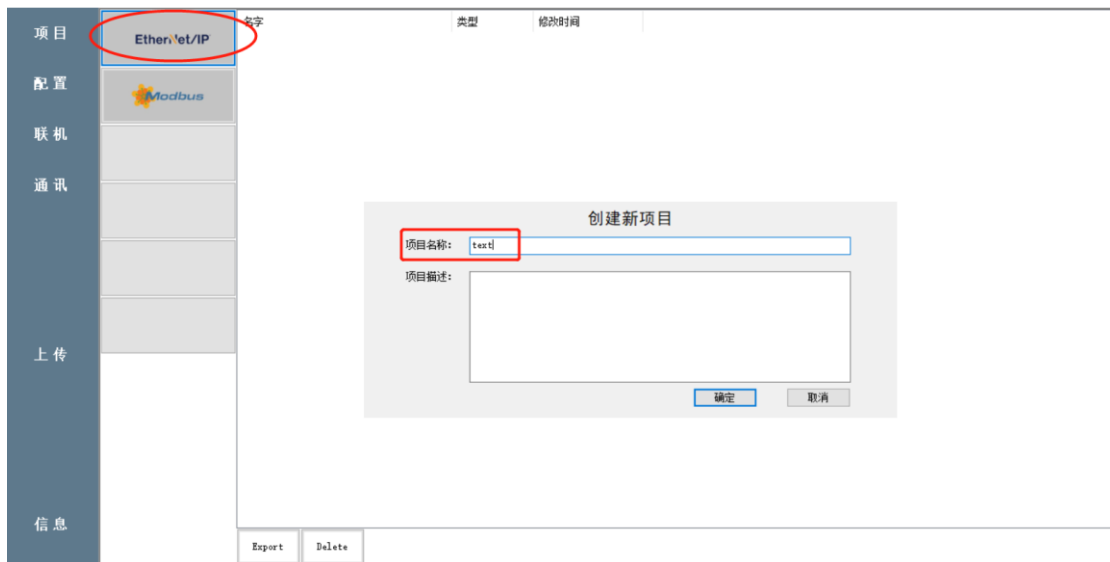 项目
配置
联机
通讯
上传
信息
EtherNet/IP
Modbus
名字 类型 修改时间
创建新项目
项目名称: text
项目描述:
确定 取消
Export Delete